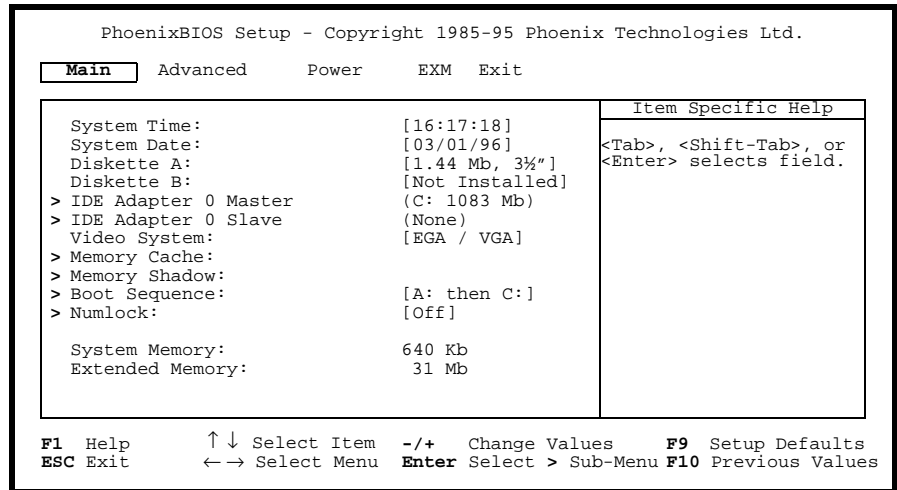 PhoenixBIOS Setup - Copyright 1985-95 Phoenix Technologies Ltd.
Main Advanced Power EXM Exit
Item Specific Help
System Time: [16:17:18]
System Date: [03/01/96] <Tab>, <Shift-Tab>, or
Diskette A: [1.44 Mb, 3½″] <Enter> selects field.
Diskette B: [Not Installed]
> IDE Adapter 0 Master (C: 1083 Mb)
> IDE Adapter 0 Slave (None)
Video System: [EGA / VGA]
> Memory Cache:
> Memory Shadow:
> Boot Sequence: [A: then C:]
> Numlock: [Off]
System Memory: 640 Kb
Extended Memory: 31 Mb
F1 Help ↑↓ Select Item -/+ Change Values F9 Setup Defaults
ESC Exit ←→ Select Menu Enter Select > Sub-Menu F10 Previous Values